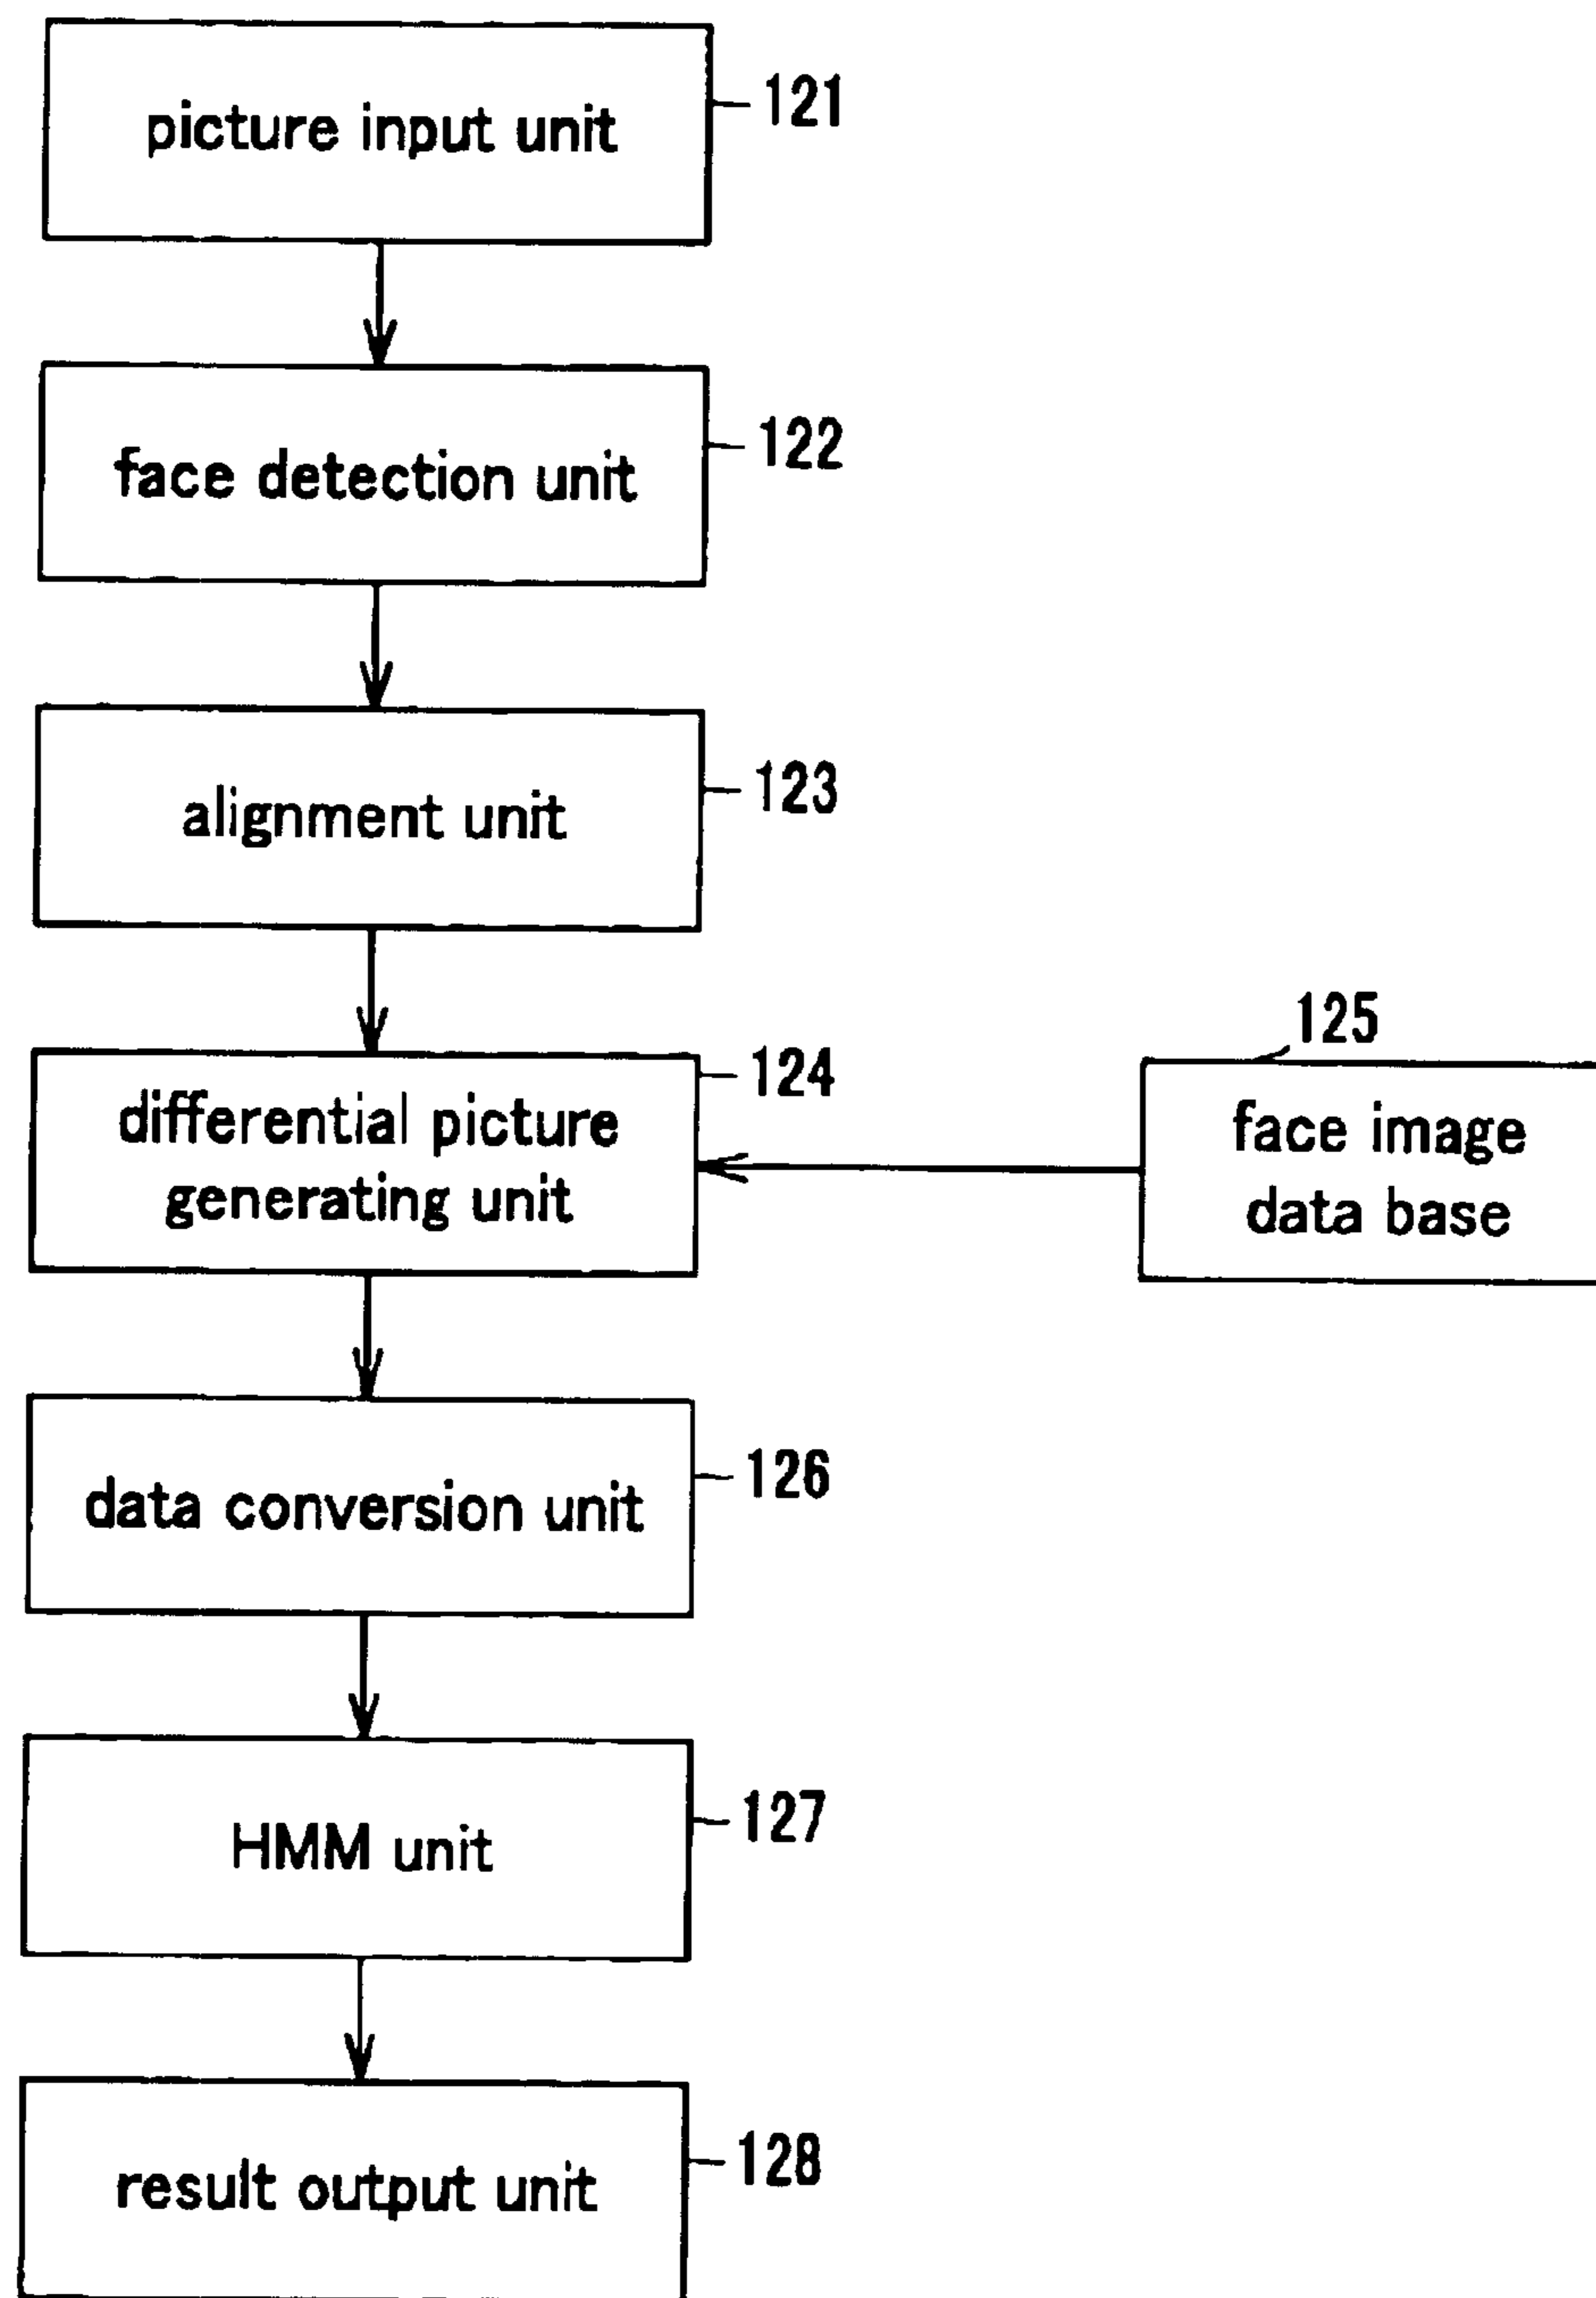 picture input unit
121
face detection unit
122
alignment unit
123
differential picture
generating unit
124
125
face image
data base
data conversion unit
126
HMM unit
127
result output unit
128